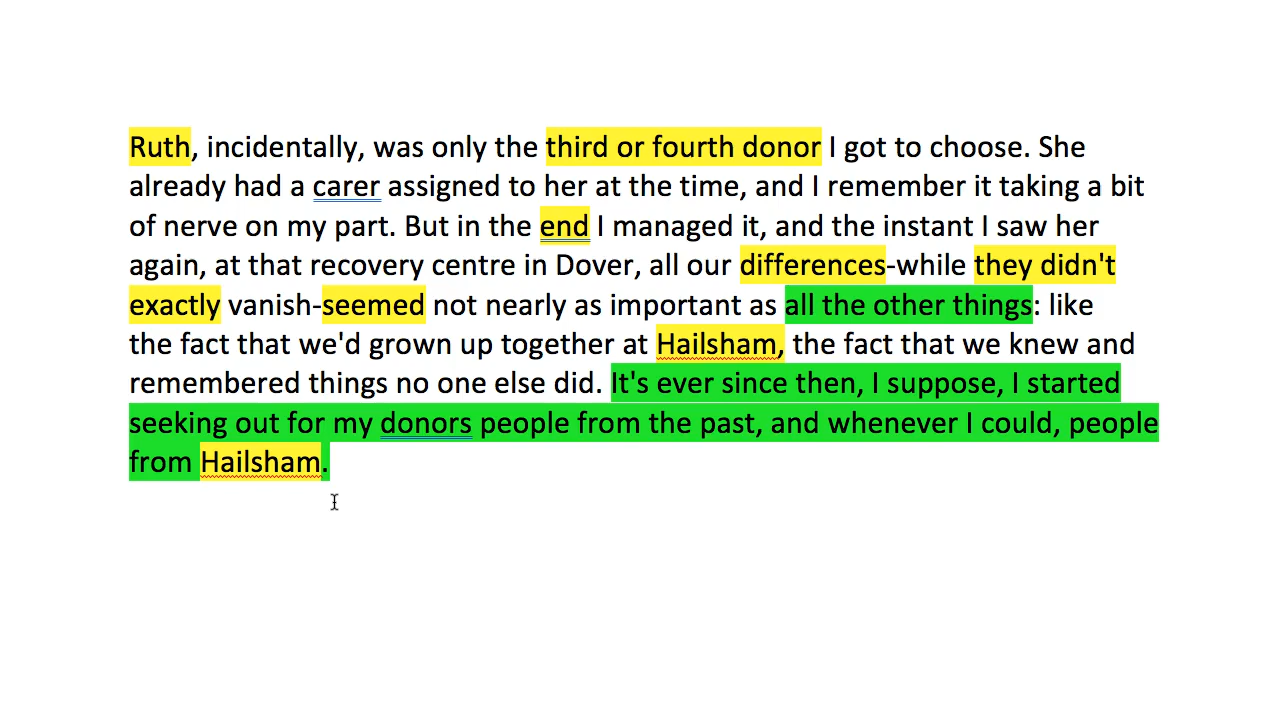 Ruth, incidentally, was only the third or fourth donor I got to choose. She
already had a carer assigned to her at the time, and I remember it taking a bit
of nerve on my part. But in the end I managed it, and the instant I saw her
again, at that recovery centre in Dover, all our differences-while they didn't
exactly vanish-seemed not nearly as important as all the other things: like
the fact that we'd grown up together at Hailsham, the fact that we knew and
remembered things no one else did. It's ever since then, I suppose, I started
seeking out for my donors people from the past, and whenever I could, people
from Hailsham.